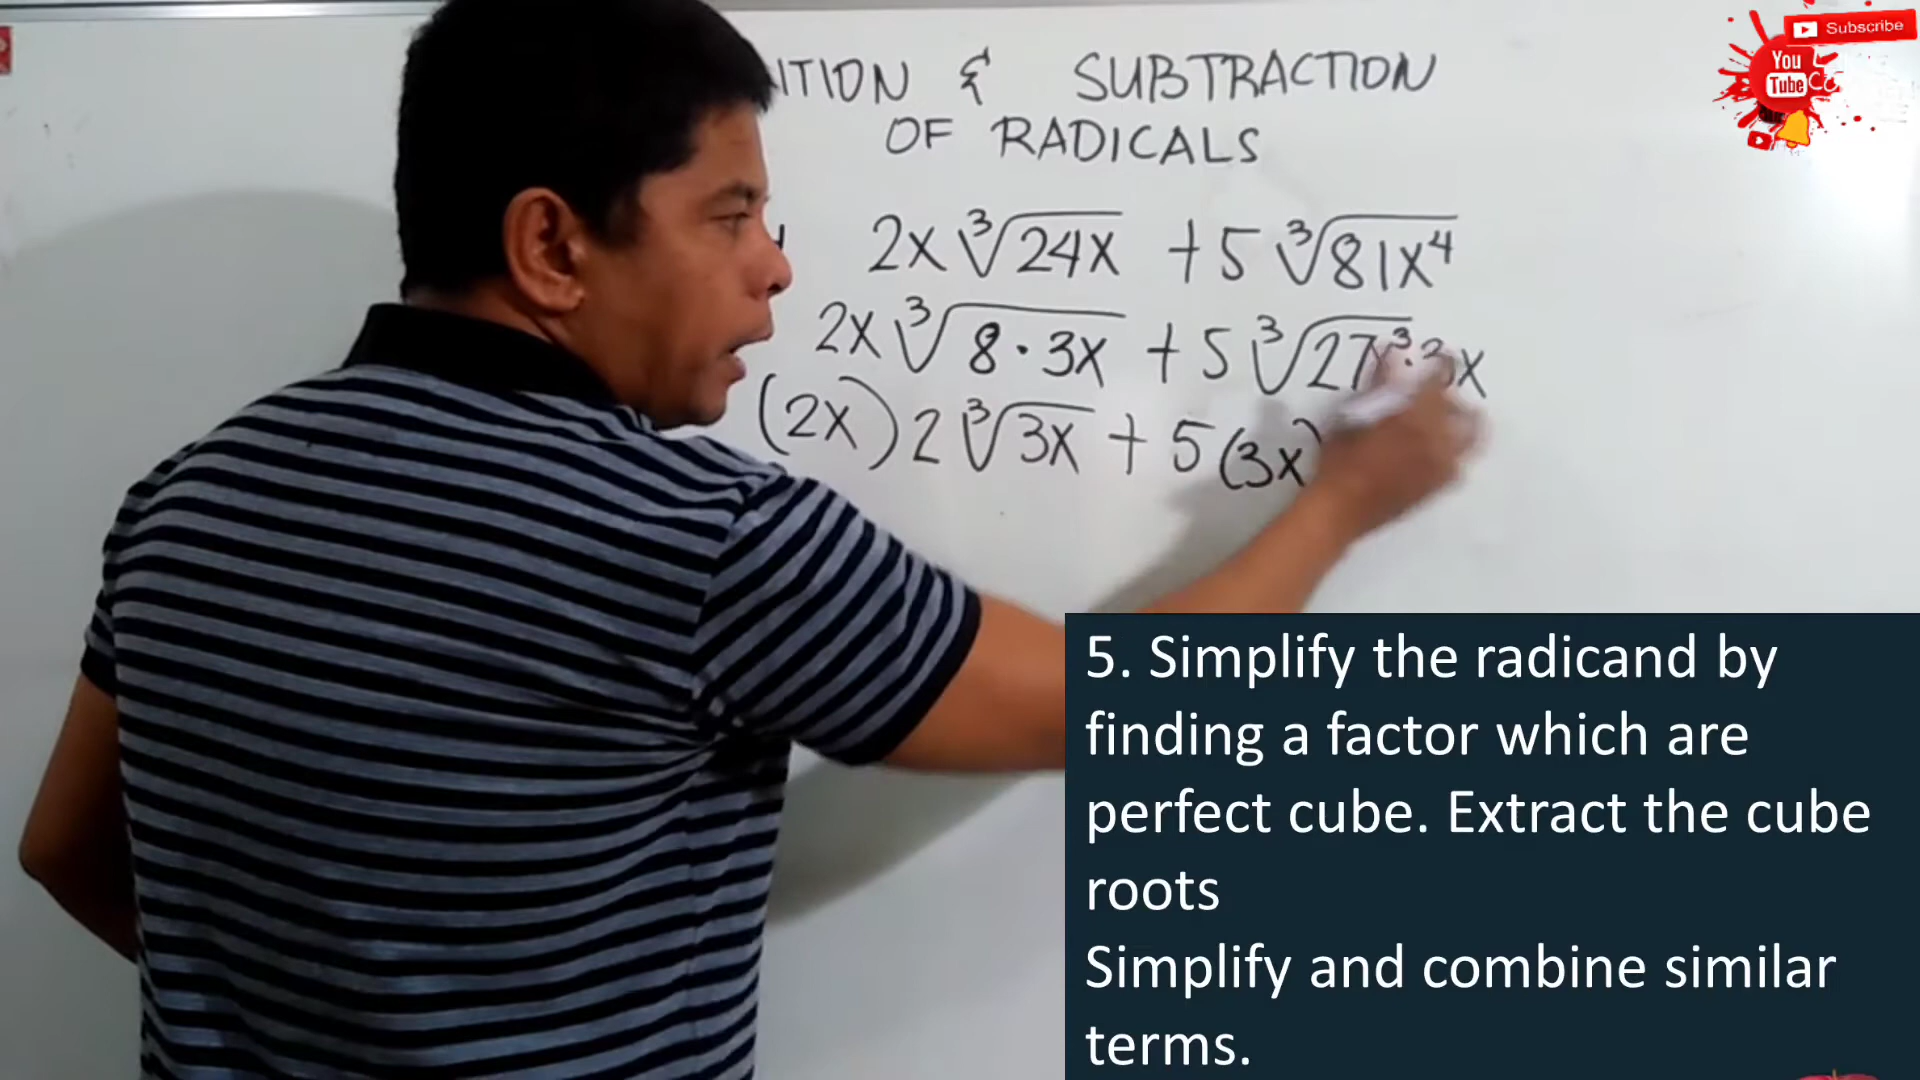 ITION & SUBTRACTION
OF RADICALS
2x ∛24x + 5 ∛81x⁴
2x ∛8 · 3x + 5 ∛27x³ · 3x
(2x) 2 ∛3x + 5 (3x)
Subscribe
You
Tube
5. Simplify the radicand by
finding a factor which are
perfect cube. Extract the cube
roots
Simplify and combine similar
terms.